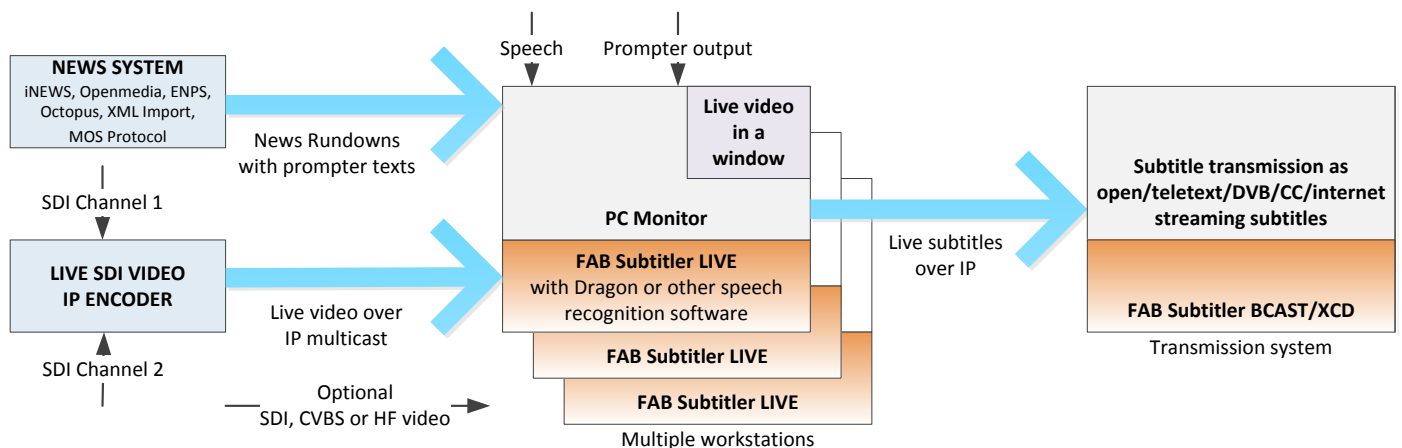 Speech
Prompter output
NEWS SYSTEM
iNEWS, Openmedia, ENPS,
Octopus, XML Import,
MOS Protocol
News Rundowns
with prompter texts
Live video
in a
window
PC Monitor
Subtitle transmission as
open/teletext/DVB/CC/internet
streaming subtitles
SDI Channel 1
LIVE SDI VIDEO
IP ENCODER
Live video over
IP multicast
SDI Channel 2
Optional
SDI, CVBS or HF video
FAB Subtitler LIVE
with Dragon or other speech
recognition software
FAB Subtitler LIVE
FAB Subtitler LIVE
Multiple workstations
Live subtitles
over IP
FAB Subtitler BCAST/XCD
Transmission system